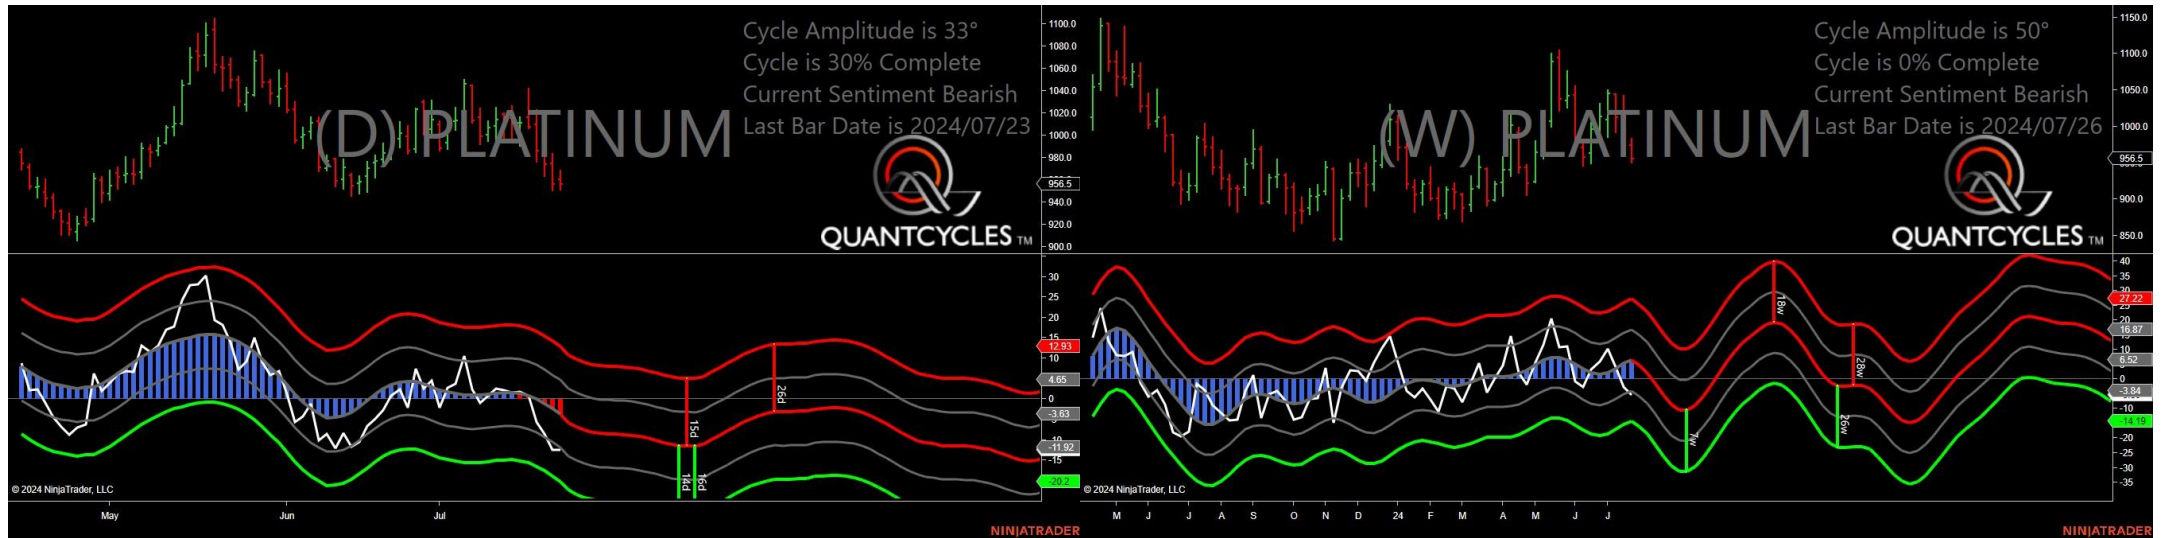 Cycle Amplitude is 33°
Cycle is 30% Complete
Current Sentiment Bearish
Last Bar Date is 2024/07/23
(D) PLATINUM
QUANTCYCLES TM
1100.0
1080.0
1060.0
1040.0
1020.0
1000.0
980.0
956.5
940.0
920.0
900.0
30
25
20
15
12.93
10
4.65
0
-3.63
-11.92
-15
-20.2
15d
26d
14d
16d
© 2024 NinjaTrader, LLC
May
Jun
Jul
NINJATRADER
Cycle Amplitude is 50°
Cycle is 0% Complete
Current Sentiment Bearish
Last Bar Date is 2024/07/26
(W) PLATINUM
QUANTCYCLES TM
1150.0
1100.0
1050.0
1000.0
956.5
900.0
850.0
40
35
30
27.22
20
16.87
10
6.52
0
-3.84
-10
-14.19
-20
-25
-30
-35
18w
28w
7w
26w
© 2024 NinjaTrader, LLC
M
J
J
A
S
O
N
D
24
F
M
A
M
J
J
NINJATRADER